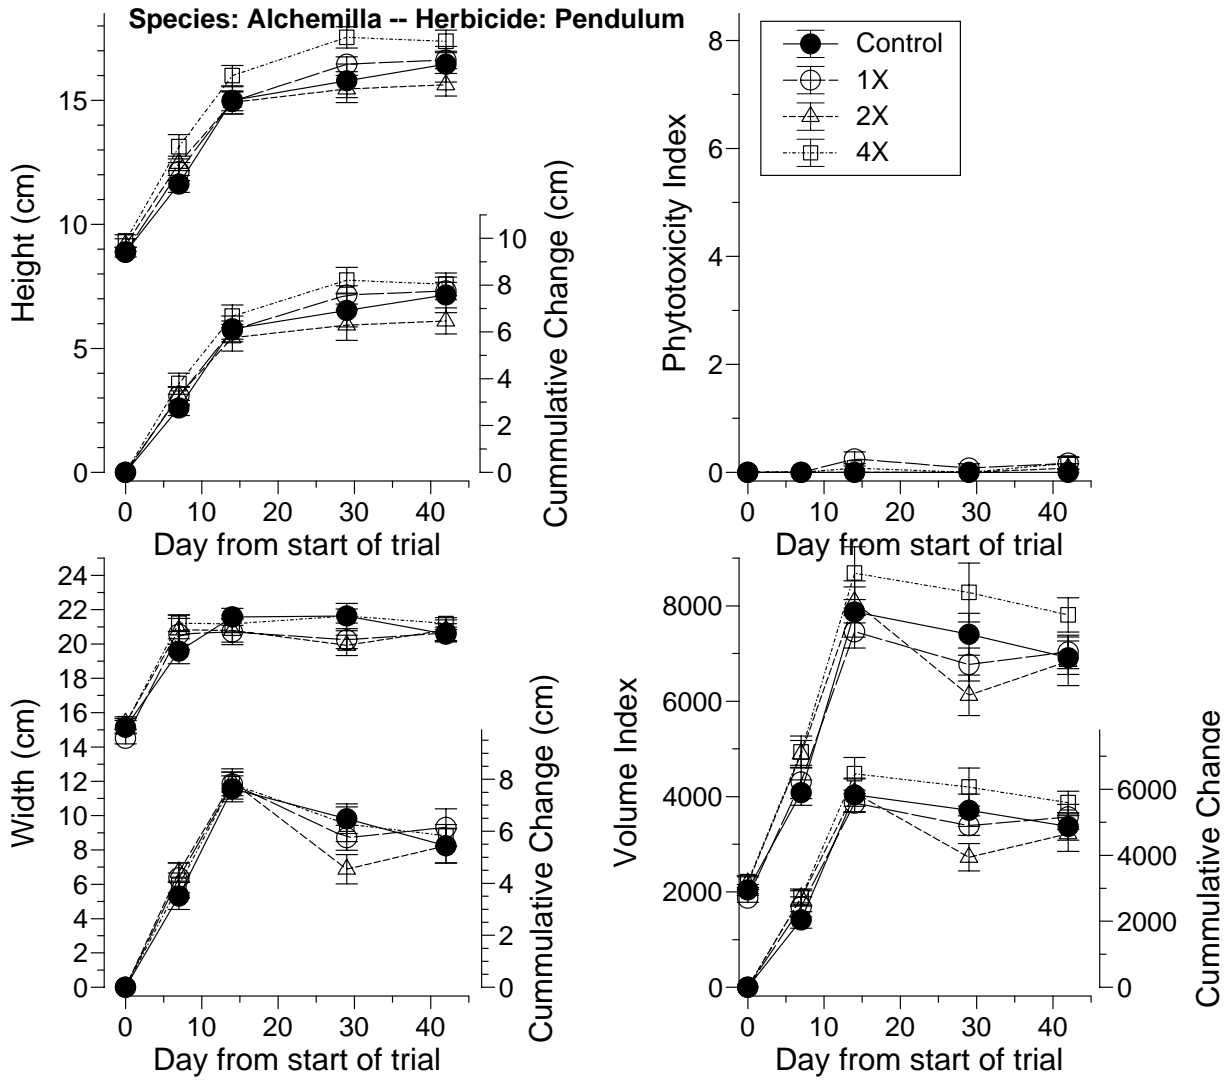 Species: Alchemilla -- Herbicide: Pendulum
Height (cm)
15
10
5
0
Cummulative Change (cm)
10
8
6
4
2
0
0 10 20 30 40
Day from start of trial
Phytotoxicity Index
8
6
4
2
0
Control
1X
2X
4X
0 10 20 30 40
Day from start of trial
Width (cm)
24
22
20
18
16
14
12
10
8
6
4
2
0
Cummulative Change (cm)
8
6
4
2
0
0 10 20 30 40
Day from start of trial
Volume Index
8000
6000
4000
2000
0
Cummulative Change
6000
4000
2000
0
0 10 20 30 40
Day from start of trial